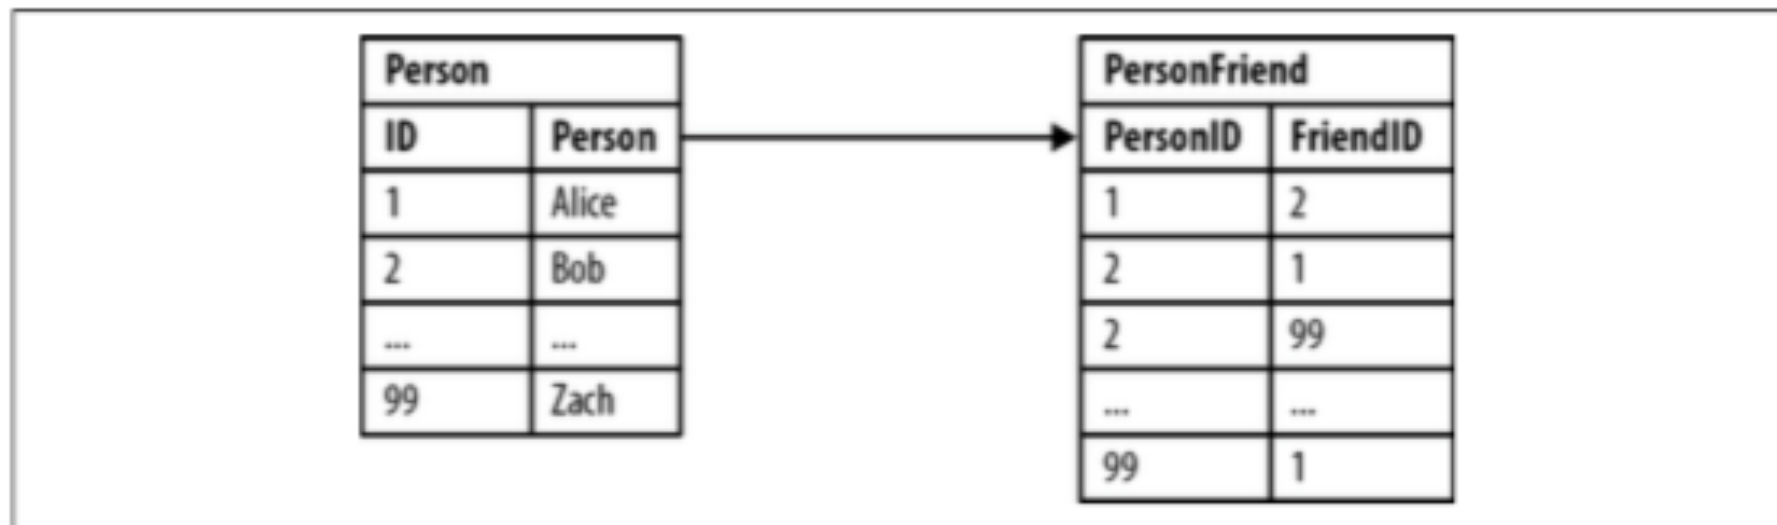 Person
ID Person
1 Alice
2 Bob
... ...
99 Zach
PersonFriend
PersonID FriendID
1 2
2 1
2 99
... ...
99 1